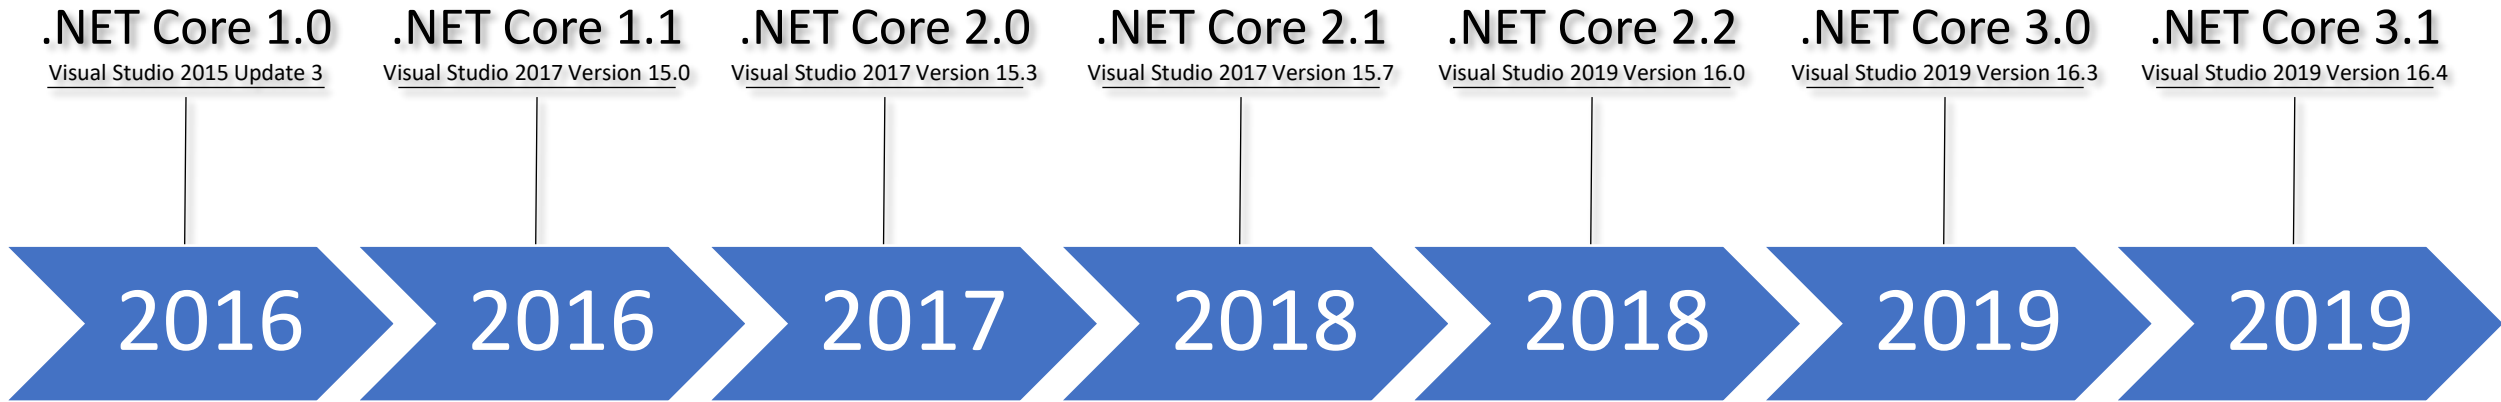 .NET Core 1.0
Visual Studio 2015 Update 3
.NET Core 1.1
Visual Studio 2017 Version 15.0
.NET Core 2.0
Visual Studio 2017 Version 15.3
.NET Core 2.1
Visual Studio 2017 Version 15.7
.NET Core 2.2
Visual Studio 2019 Version 16.0
.NET Core 3.0
Visual Studio 2019 Version 16.3
.NET Core 3.1
Visual Studio 2019 Version 16.4
2016
2016
2017
2018
2018
2019
2019